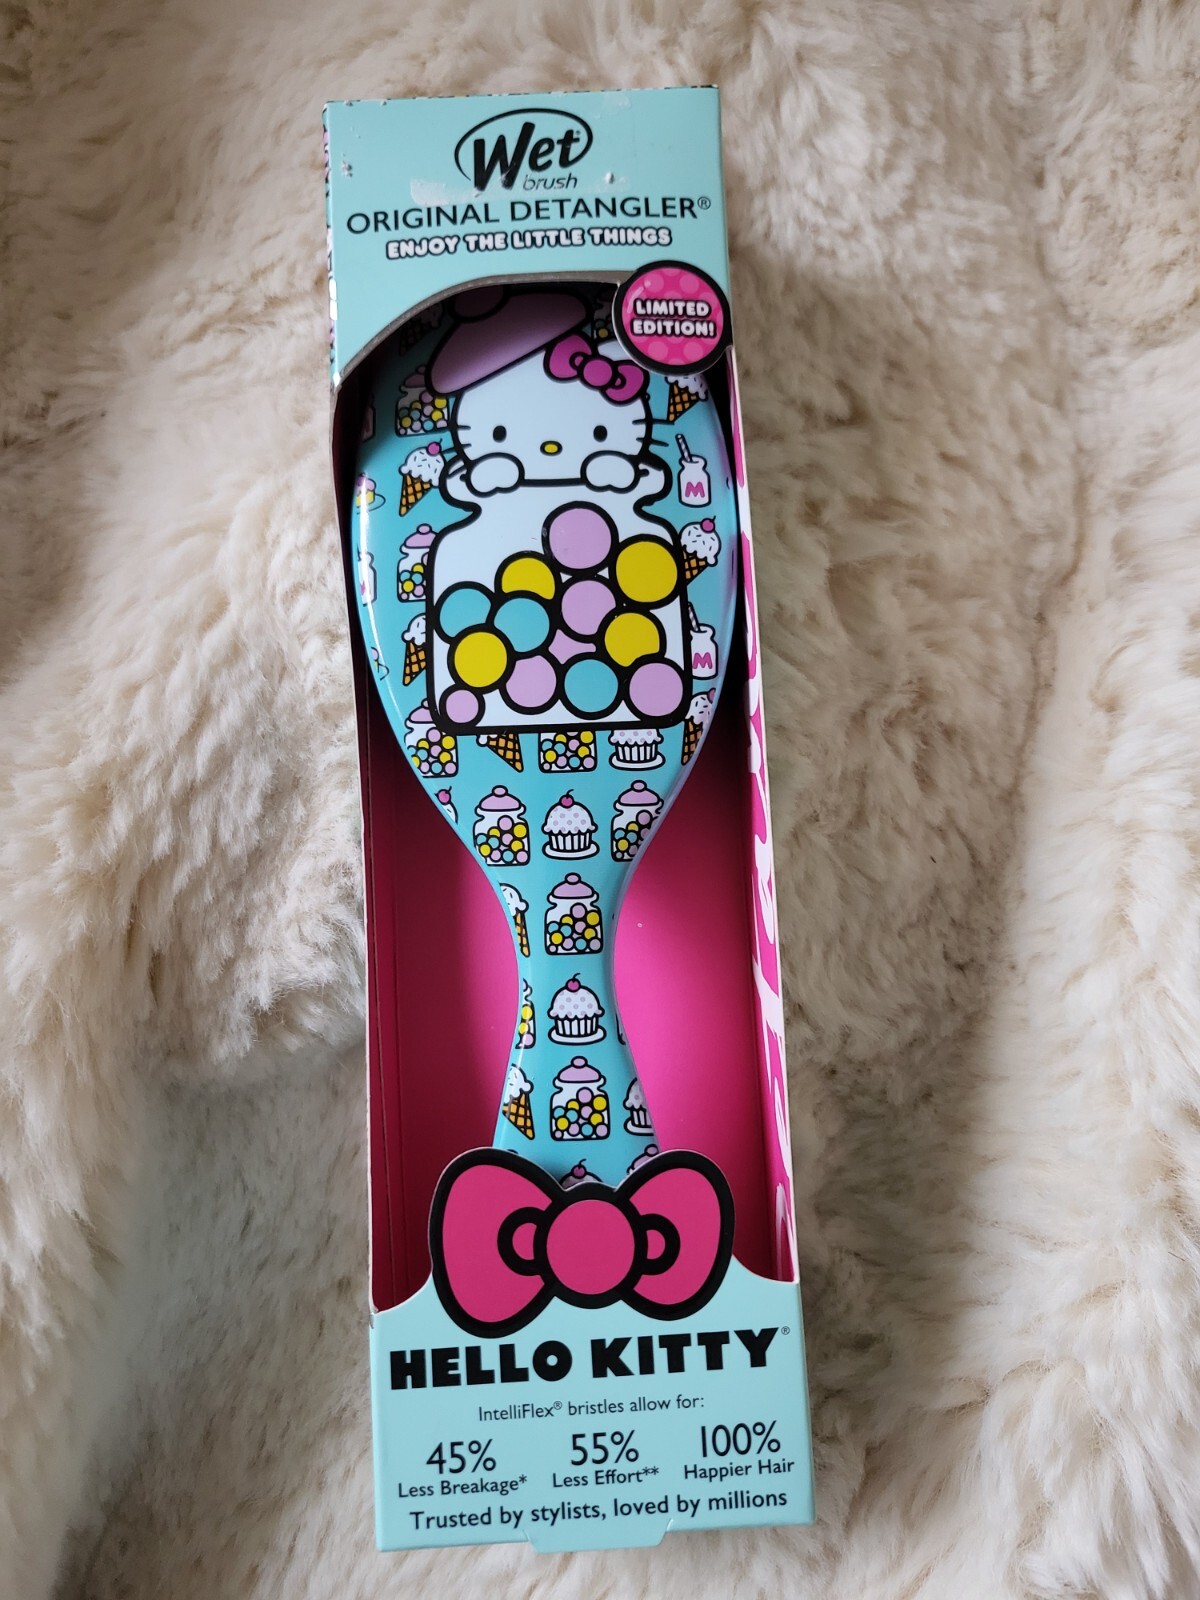 Wet
brush
ORIGINAL DETANGLER®
ENJOY THE LITTLE THINGS
LIMITED
EDITION!
M
M
HELLO KITTY®
IntelliFlex® bristles allow for:
45% 55% 100%
Less Breakage* Less Effort** Happier Hair
Trusted by stylists, loved by millions